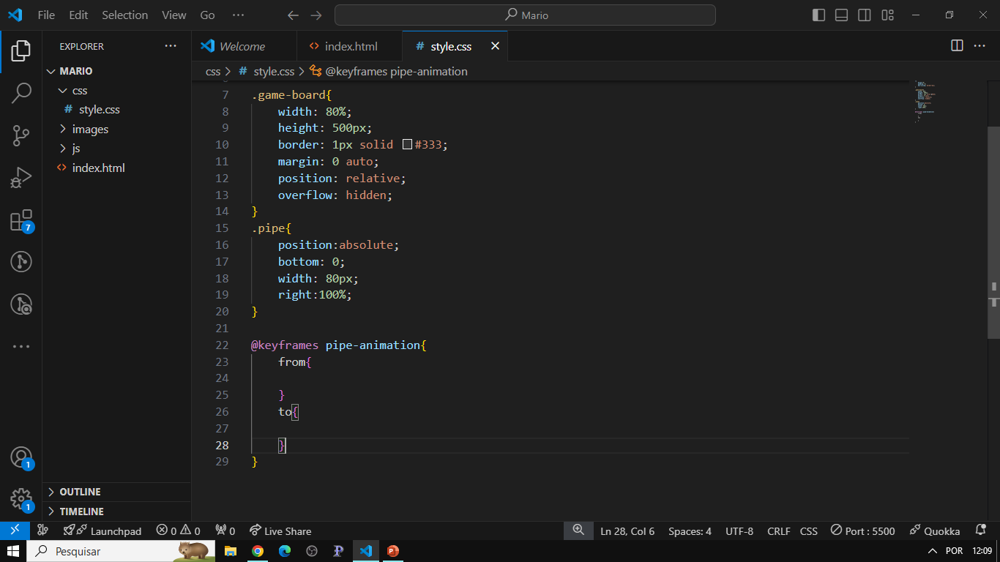 File Edit Selection View Go ··· Mario
EXPLORER ···
Welcome index.html style.css
css > style.css > @keyframes pipe-animation
MARIO
css
style.css
images
js
index.html
7 .game-board{
8 width: 80%;
9 height: 500px;
10 border: 1px solid #333;
11 margin: 0 auto;
12 position: relative;
13 overflow: hidden;
14 }
15 .pipe{
16 position:absolute;
17 bottom: 0;
18 width: 80px;
19 right:100%;
20 }
21
22 @keyframes pipe-animation{
23 from{
24
25 }
26 to{
27
28 }
29 }
7
1
1
OUTLINE
TIMELINE
Launchpad 0 0 0 Live Share Ln 28, Col 6 Spaces: 4 UTF-8 CRLF CSS Port : 5500 Quokka
Pesquisar POR 12:09